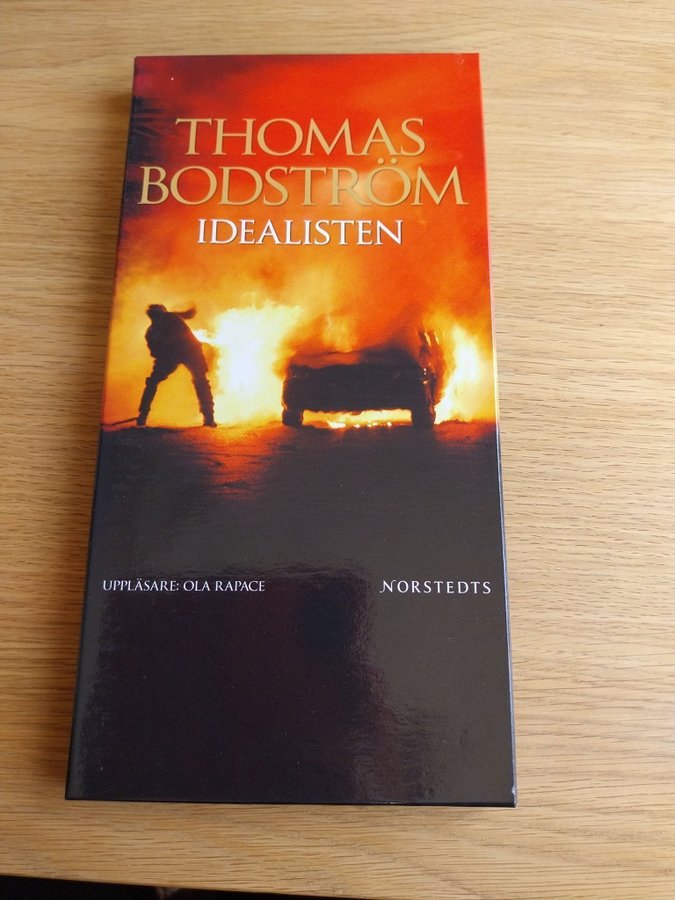 THOMAS
BODSTRÖM
IDEALISTEN
UPPLÄSARE: OLA RAPACE
NORSTEDTS